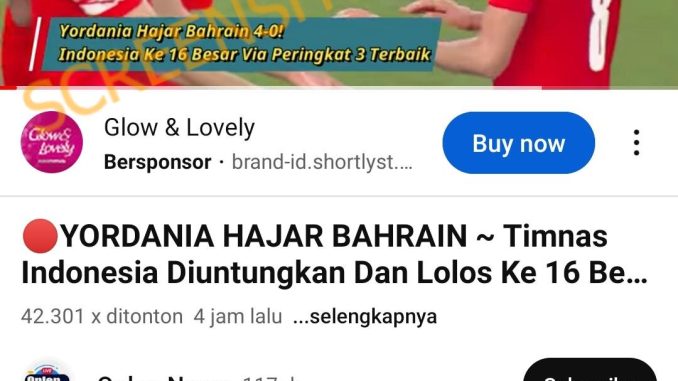 Yordania Hajar Bahrain 4-0!
Indonesia Ke 16 Besar Via Peringkat 3 Terbaik
8
Glow & Lovely
Glow & Lovely
Bersponsor · brand-id.shortlyst....
Buy now
🔴YORDANIA HAJAR BAHRAIN ~ Timnas
Indonesia Diuntungkan Dan Lolos Ke 16 Be...
42.301 x ditonton 4 jam lalu ...selengkapnya